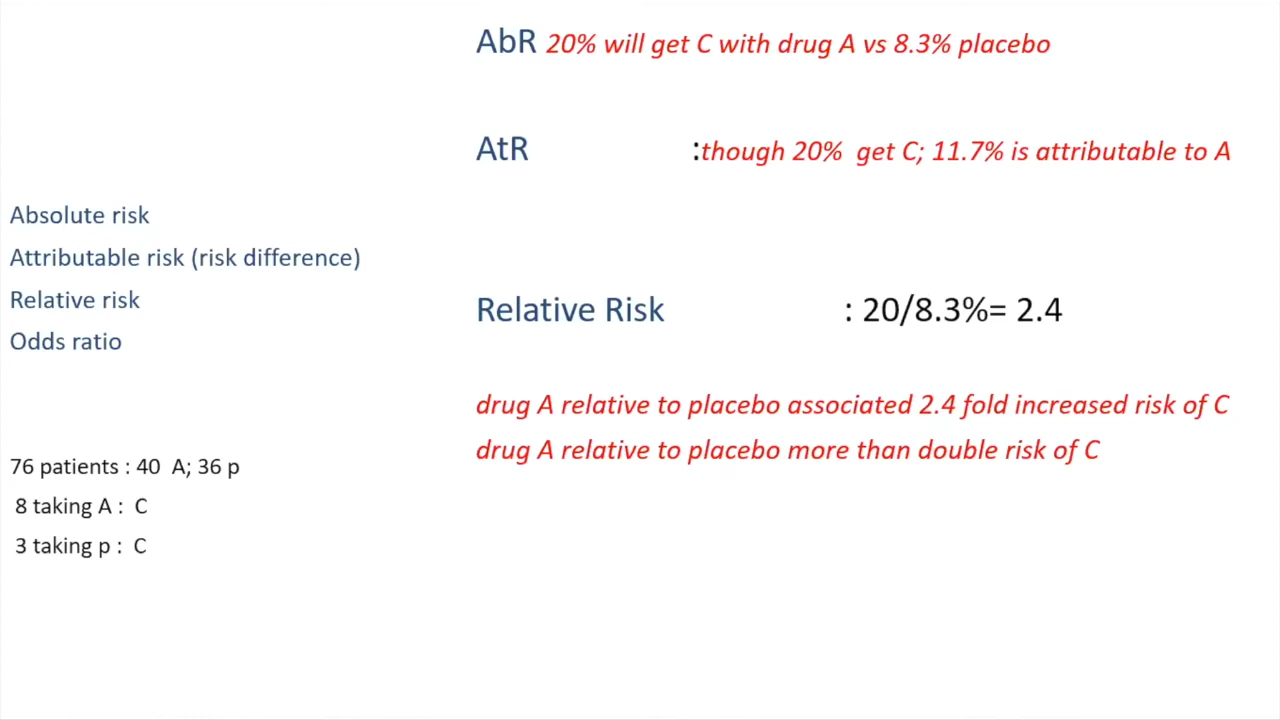 AbR 20% will get C with drug A vs 8.3% placebo
AtR :though 20% get C; 11.7% is attributable to A
Absolute risk
Attributable risk (risk difference)
Relative risk
Odds ratio
Relative Risk : 20/8.3%= 2.4
drug A relative to placebo associated 2.4 fold increased risk of C
drug A relative to placebo more than double risk of C
76 patients : 40 A; 36 p
8 taking A : C
3 taking p : C